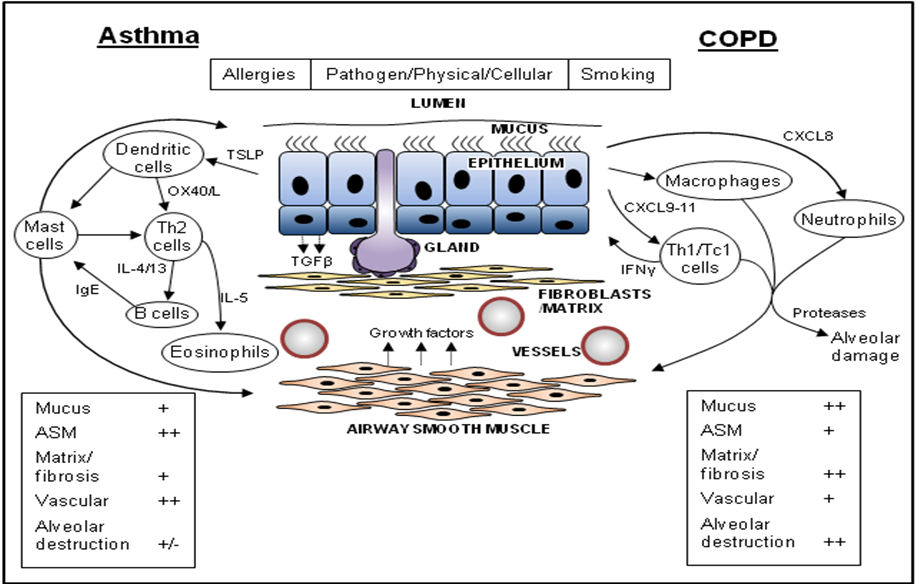 Asthma
COPD
Allergies
Pathogen/Physical/Cellular
Smoking
LUMEN
MUCUS
CXCL8
Dendritic
cells
TSLP
EPITHELIUM
Macrophages
OX40/L
CXCL9-11
Neutrophils
Mast
cells
Th2
cells
GLAND
Th1/Tc1
cells
TGFβ
IFNγ
IL-4/13
IgE
IL-5
B cells
FIBROBLASTS
/MATRIX
Proteases
Growth factors
Eosinophils
VESSELS
Alveolar
damage
AIRWAY SMOOTH MUSCLE
Mucus +
ASM ++
Matrix/
fibrosis +
Vascular ++
Alveolar
destruction +/-
Mucus ++
ASM +
Matrix/
fibrosis ++
Vascular +
Alveolar
destruction ++